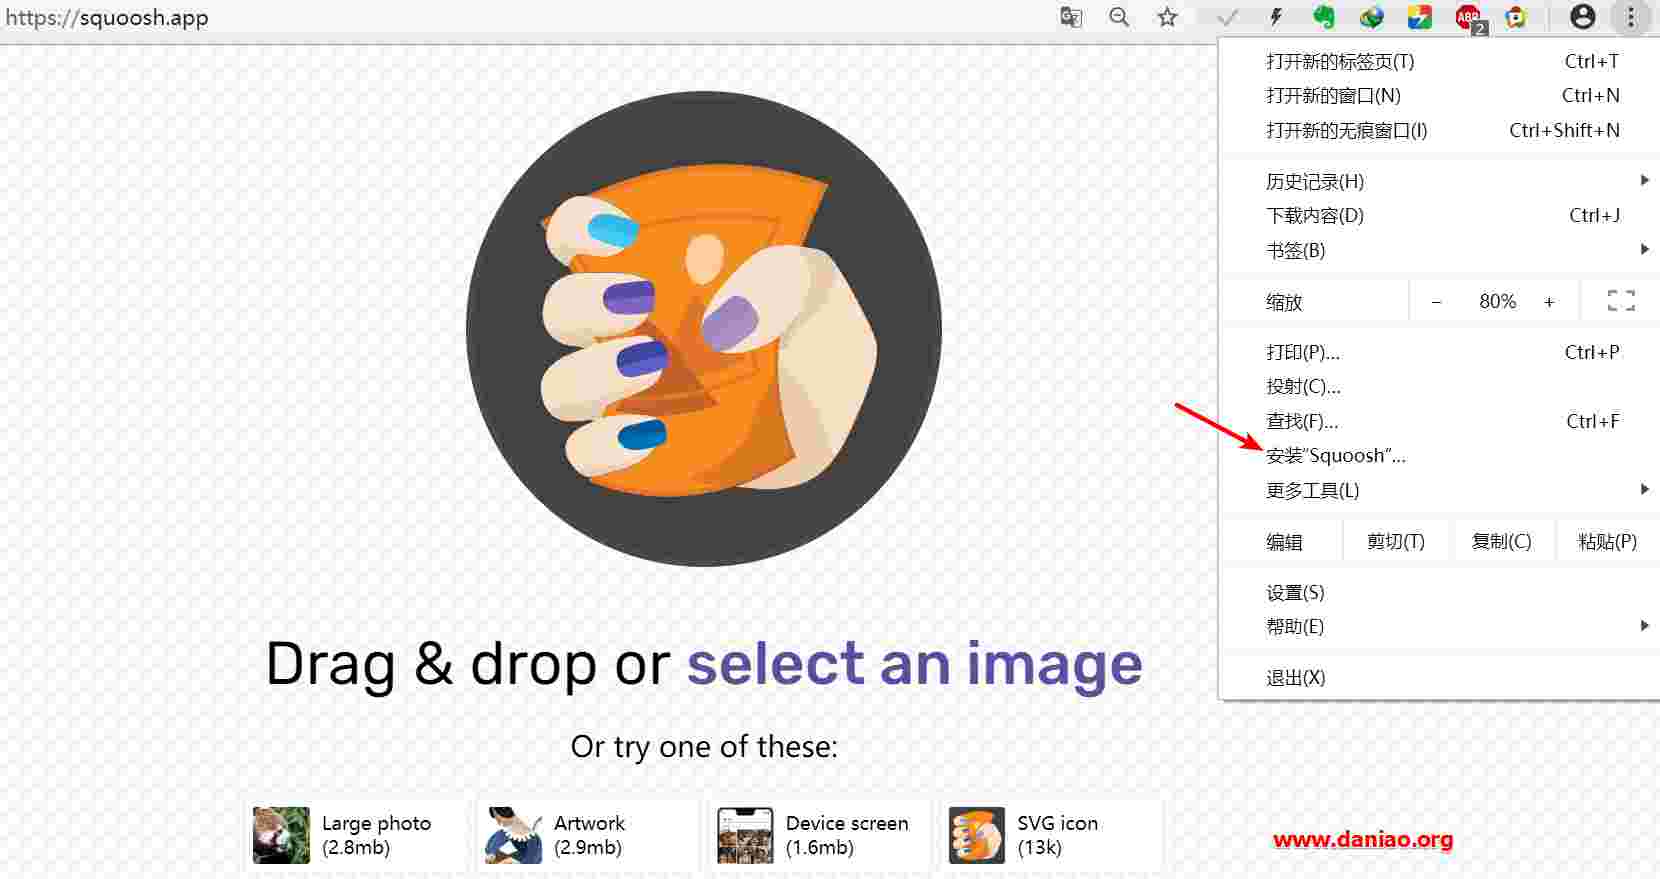 https://squoosh.app
ABP
2
打开新的标签页(T) Ctrl+T
打开新的窗口(N) Ctrl+N
打开新的无痕窗口(I) Ctrl+Shift+N
历史记录(H)
下载内容(D) Ctrl+J
书签(B)
缩放 – 80% +
打印(P)... Ctrl+P
投射(C)...
查找(F)... Ctrl+F
安装"Squoosh"...
更多工具(L)
编辑 剪切(T) 复制(C) 粘贴(P)
设置(S)
帮助(E)
退出(X)
Drag & drop or select an image
Or try one of these:
Large photo
(2.8mb)
Artwork
(2.9mb)
Device screen
(1.6mb)
SVG icon
(13k)
www.daniao.org